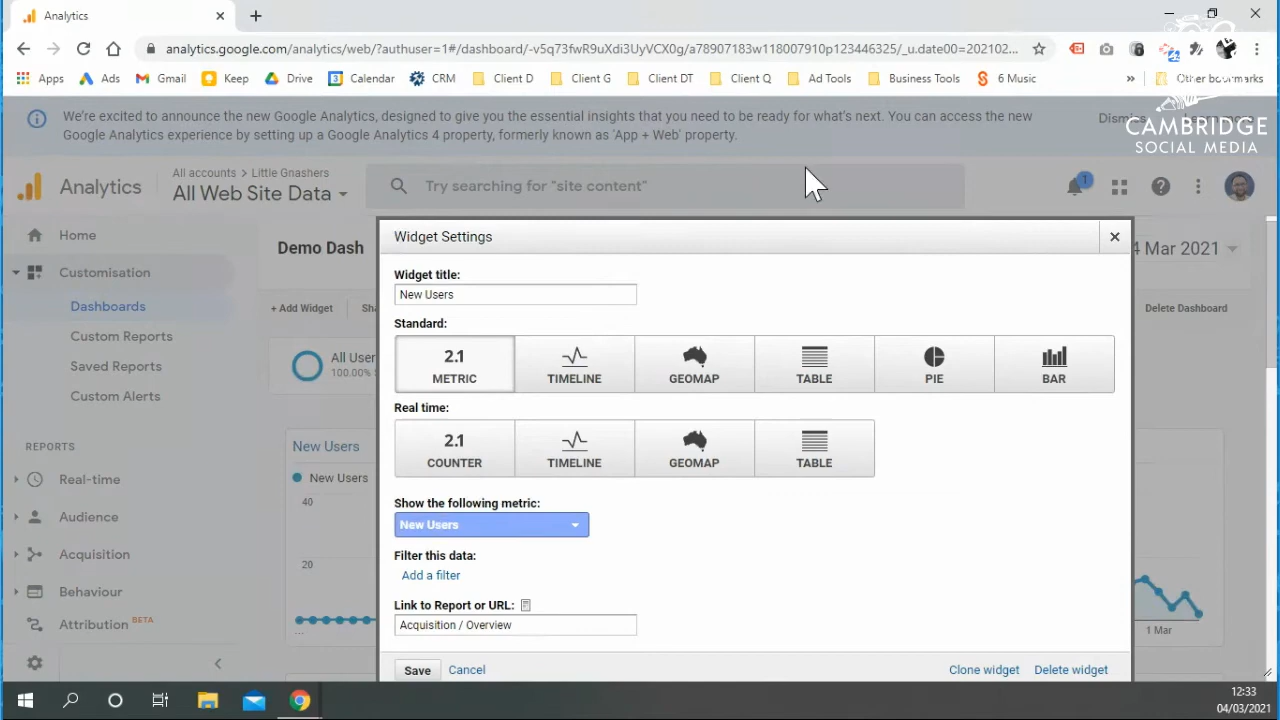 Analytics
analytics.google.com/analytics/web/?authuser=1#/dashboard/-v5q73fwR9uXdi3UyVCX0g/a78907183w118007910p123446325/_u.date00=202102...
Apps
Ads
Gmail
Keep
Drive
Calendar
CRM
Client D
Client G
Client DT
Client Q
Ad Tools
Business Tools
6 Music
»
Other bookmarks
We're excited to announce the new Google Analytics, designed to give you the essential insights that you need to be ready for what's next. You can access the new
Google Analytics experience by setting up a Google Analytics 4 property, formerly known as 'App + Web' property.
CAMBRIDGE
SOCIAL MEDIA
Analytics
All accounts > Little Gnashers
All Web Site Data
Try searching for "site content"
1
Home
Customisation
Dashboards
Custom Reports
Saved Reports
Custom Alerts
REPORTS
Real-time
Audience
Acquisition
Behaviour
Attribution BETA
Demo Dash
4 Mar 2021
+ Add Widget
Sha
Delete Dashboard
All User
100.00%
New Users
New Users
40
20
...
1 Mar
Widget Settings
Widget title:
New Users
Standard:
2.1
METRIC
TIMELINE
GEOMAP
TABLE
PIE
BAR
Real time:
2.1
COUNTER
TIMELINE
GEOMAP
TABLE
Show the following metric:
New Users
Filter this data:
Add a filter
Link to Report or URL:
Acquisition / Overview
Save
Cancel
Clone widget
Delete widget
12:33
04/03/2021